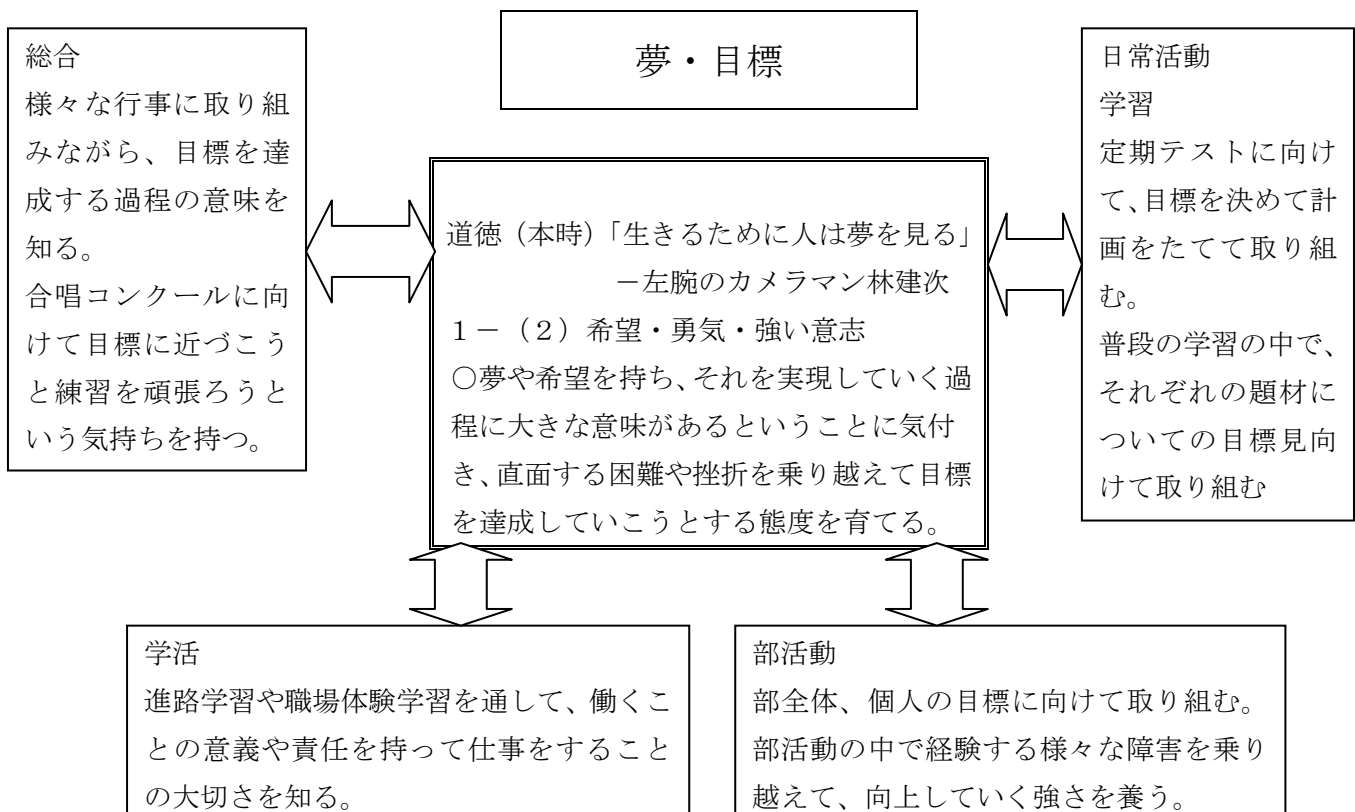 夢・目標
総合
様々な行事に取り組
みながら、目標を達
成する過程の意味を
知る。
合唱コンクールに向
けて目標に近づこう
と練習を頑張ろうと
いう気持ちを持つ。
道徳（本時）「生きるために人は夢を見る」
－左腕のカメラマン林建次
１－（２）希望・勇気・強い意志
○夢や希望を持ち、それを実現していく過
程に大きな意味があるということに気付
き、直面する困難や挫折を乗り越えて目標
を達成していこうとする態度を育てる。
日常活動
学習
定期テストに向け
て、目標を決めて計
画をたてて取り組
む。
普段の学習の中で、
それぞれの題材に
ついての目標見向
けて取り組む
学活
進路学習や職場体験学習を通して、働くこ
との意義や責任を持って仕事をすること
の大切さを知る。
部活動
部全体、個人の目標に向けて取り組む。
部活動の中で経験する様々な障害を乗り
越えて、向上していく強さを養う。